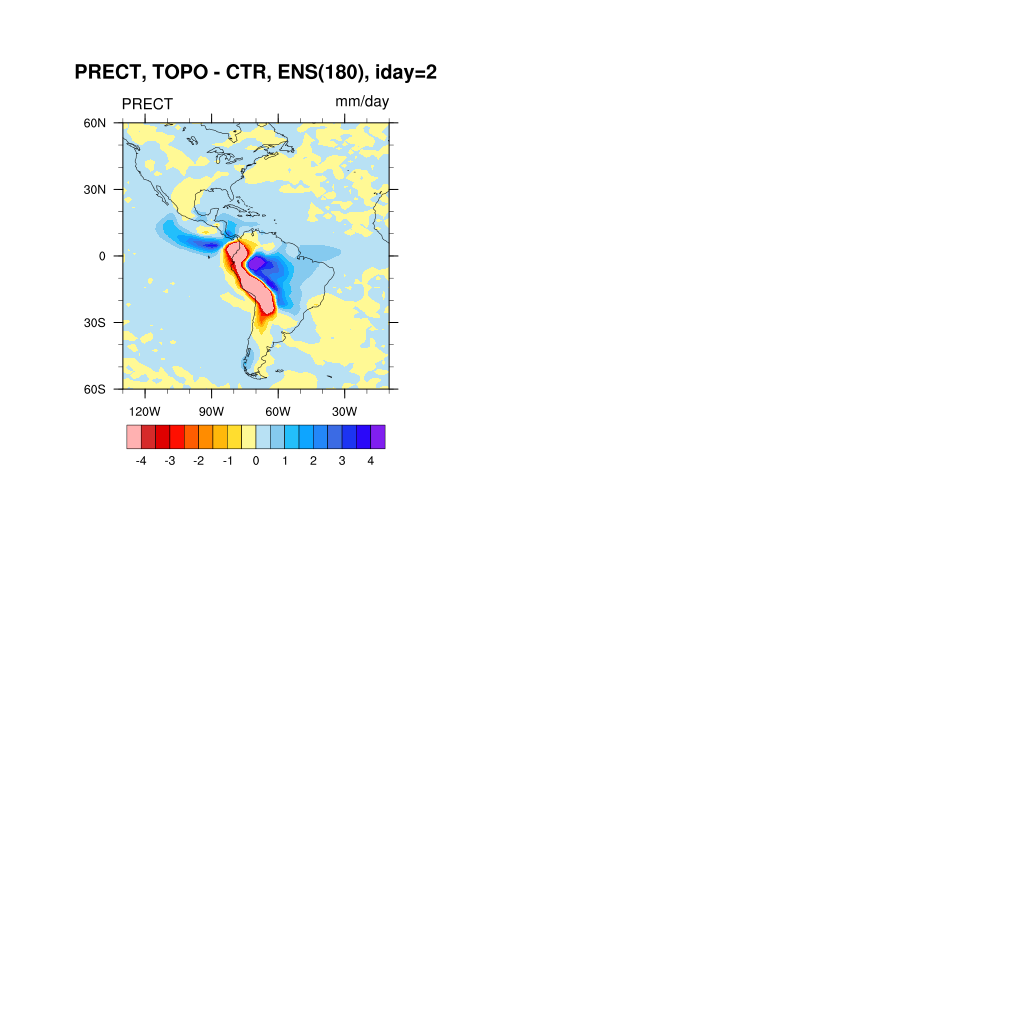 PRECT, TOPO - CTR, ENS(180), iday=2
PRECT mm/day
60N
30N
0
30S
60S
120W 90W 60W 30W
-4 -3 -2 -1 0 1 2 3 4